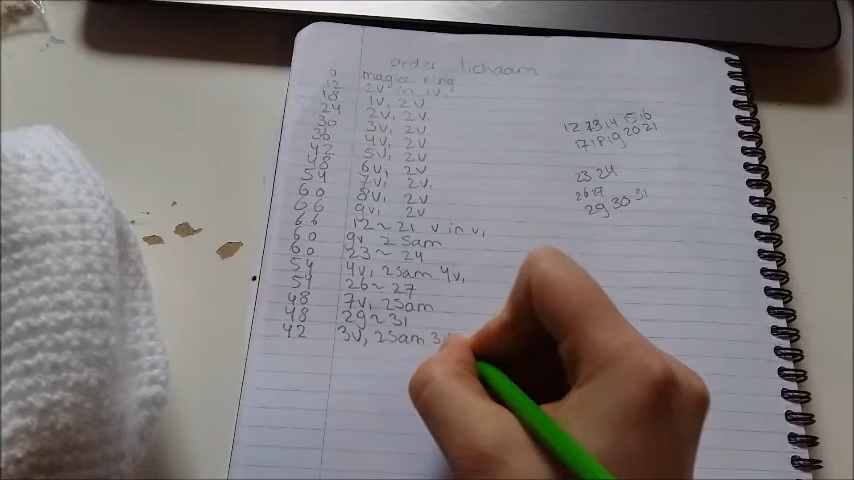 onder lichaam
6 magic ring
12 2v in 1v,
18 1v, 2v
24 2v, 2v.
30 3v, 2v
36 4v, 2v
42 5v, 2v
48 6v, 2v
54 7v, 2v,
60 8v, 2v
66 9v, 2v
66 12~21 v in v,
60 9v 2sam
60 23~24
54 4v, 2sam 4v,
54 26~27
48 7v, 2sam
48 29~31
42 3v, 2sam 3
12 13 14 15 16
17 18 19 20 21
23 24
26 27
29 30 31